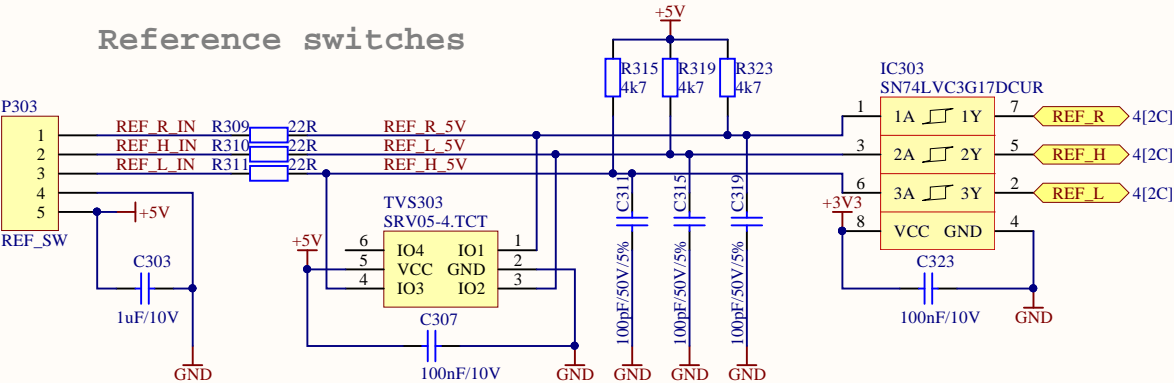 Reference switches
+5V
R315
4k7
R319
4k7
R323
4k7
IC303
SN74LVC3G17DCUR
P303
1
2
3
4
5
REF_SW
REF_R_IN
R309
22R
REF_R_5V
REF_H_IN
R310
22R
REF_L_5V
REF_L_IN
R311
22R
REF_H_5V
+5V
C303
1uF/10V
GND
TVS303
SRV05-4.TCT
+5V
6
IO4
IO1
1
5
VCC
GND
2
4
IO3
IO2
3
C307
100nF/10V
GND
C311
100pF/50V/5%
GND
C315
100pF/50V/5%
GND
C319
100pF/50V/5%
GND
1
1A
1Y
7
REF_R
4[2C]
3
2A
2Y
5
REF_H
4[2C]
6
3A
3Y
2
REF_L
4[2C]
+3V3
8
VCC
GND
4
C323
100nF/10V
GND